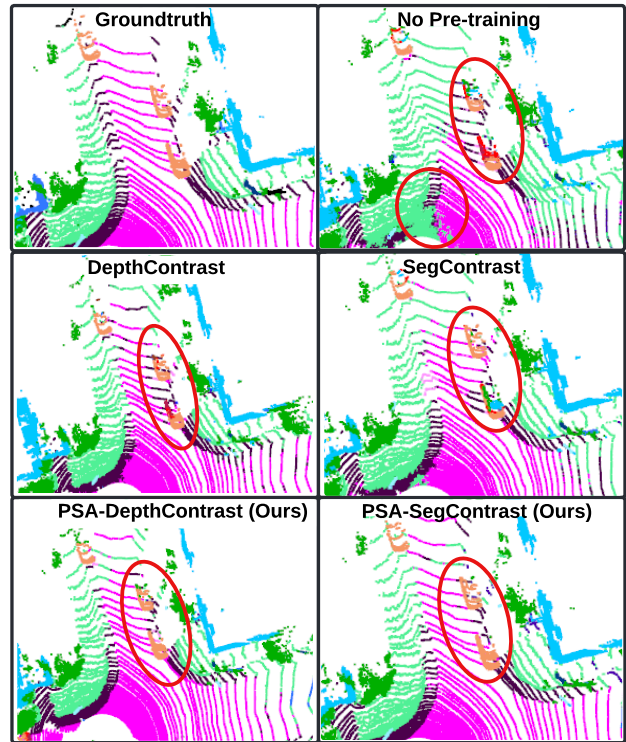 Groundtruth
No Pre-training
DepthContrast
SegContrast
PSA-DepthContrast (Ours)
PSA-SegContrast (Ours)